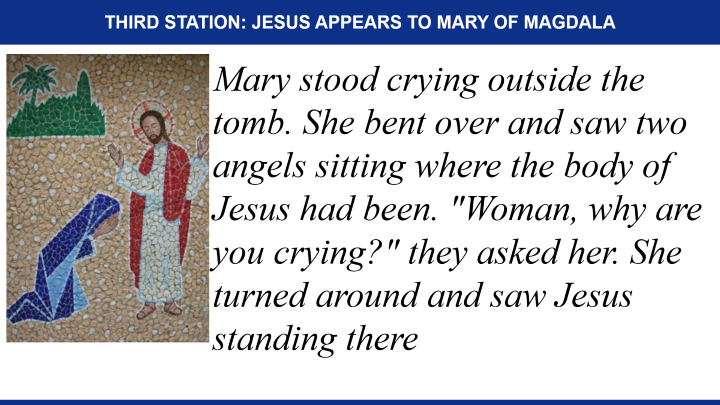 THIRD STATION: JESUS APPEARS TO MARY OF MAGDALA
Mary stood crying outside the
tomb. She bent over and saw two
angels sitting where the body of
Jesus had been. "Woman, why are
you crying?" they asked her. She
turned around and saw Jesus
standing there